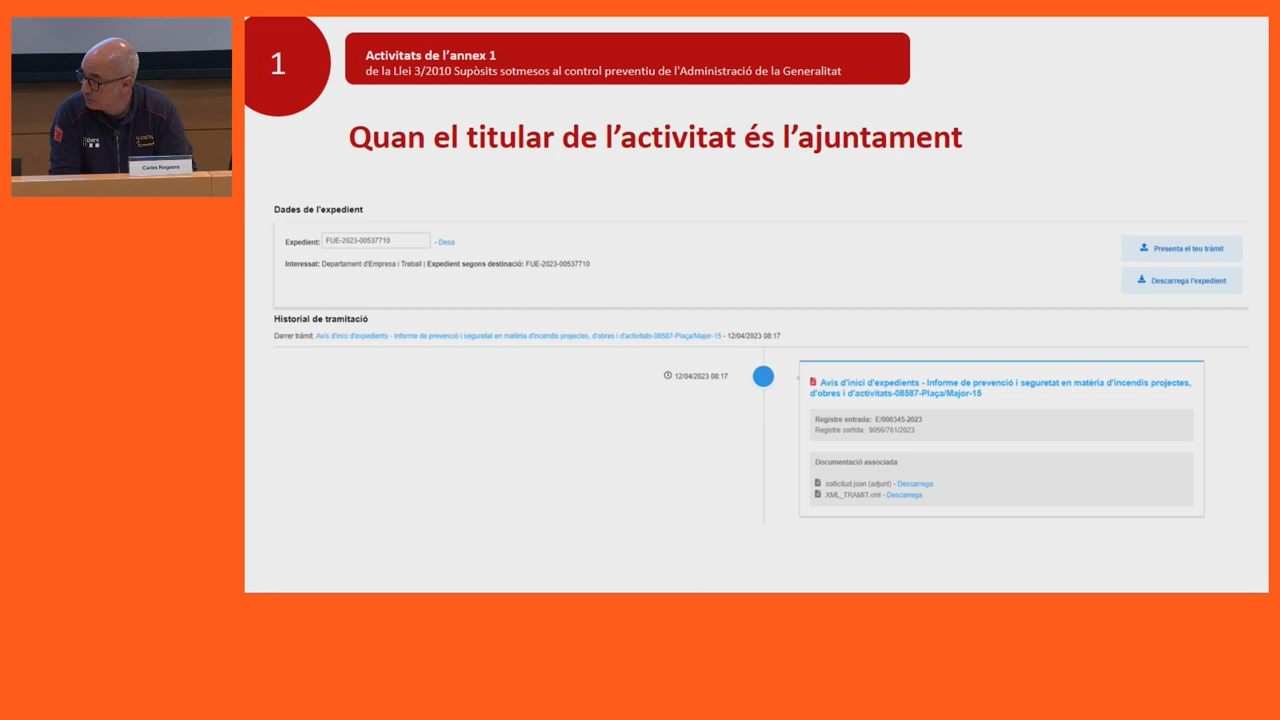 1
Activitats de l'annex 1
de la Llei 3/2010 Supòsits sotmesos al control preventiu de l'Administració de la Generalitat
Quan el titular de l'activitat és l'ajuntament
Dades de l'expedient
Expedient: FUE-2023-00537710 - Desa
Interessat: Departament d'Empresa i Treball | Expedient segons destinació: FUE-2023-00537710
Presenta el teu tràmit
Descarrega l'expedient
Historial de tramitació
Darrer tràmit: Avís d'inici d'expedients - Informe de prevenció i seguretat en matèria d'incendis projectes, d'obres i d'activitats-08587-Plaça/Major-15 - 12/04/2023 08:17
12/04/2023 08:17
Avís d'inici d'expedients - Informe de prevenció i seguretat en matèria d'incendis projectes,
d'obres i d'activitats-08587-Plaça/Major-15
Registre entrada: E/000345-2023
Registre sortida: 9056/761/2023
Documentació associada
sollicitud.json (adjunt) - Descarrega
XML_TRAMIT.xml - Descarrega
Carles Noguera